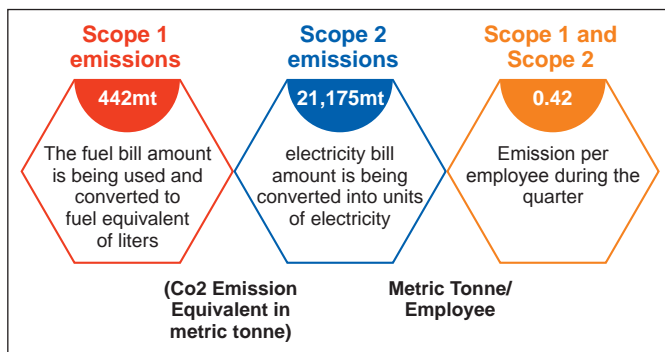 Scope 1
emissions
442mt
The fuel bill amount
is being used and
converted to
fuel equivalent
of liters
Scope 2
emissions
21,175mt
electricity bill
amount is being
converted into units
of electricity
Scope 1 and
Scope 2
0.42
Emission per
employee during the
quarter
(Co2 Emission
Equivalent in
metric tonne)
Metric Tonne/
Employee